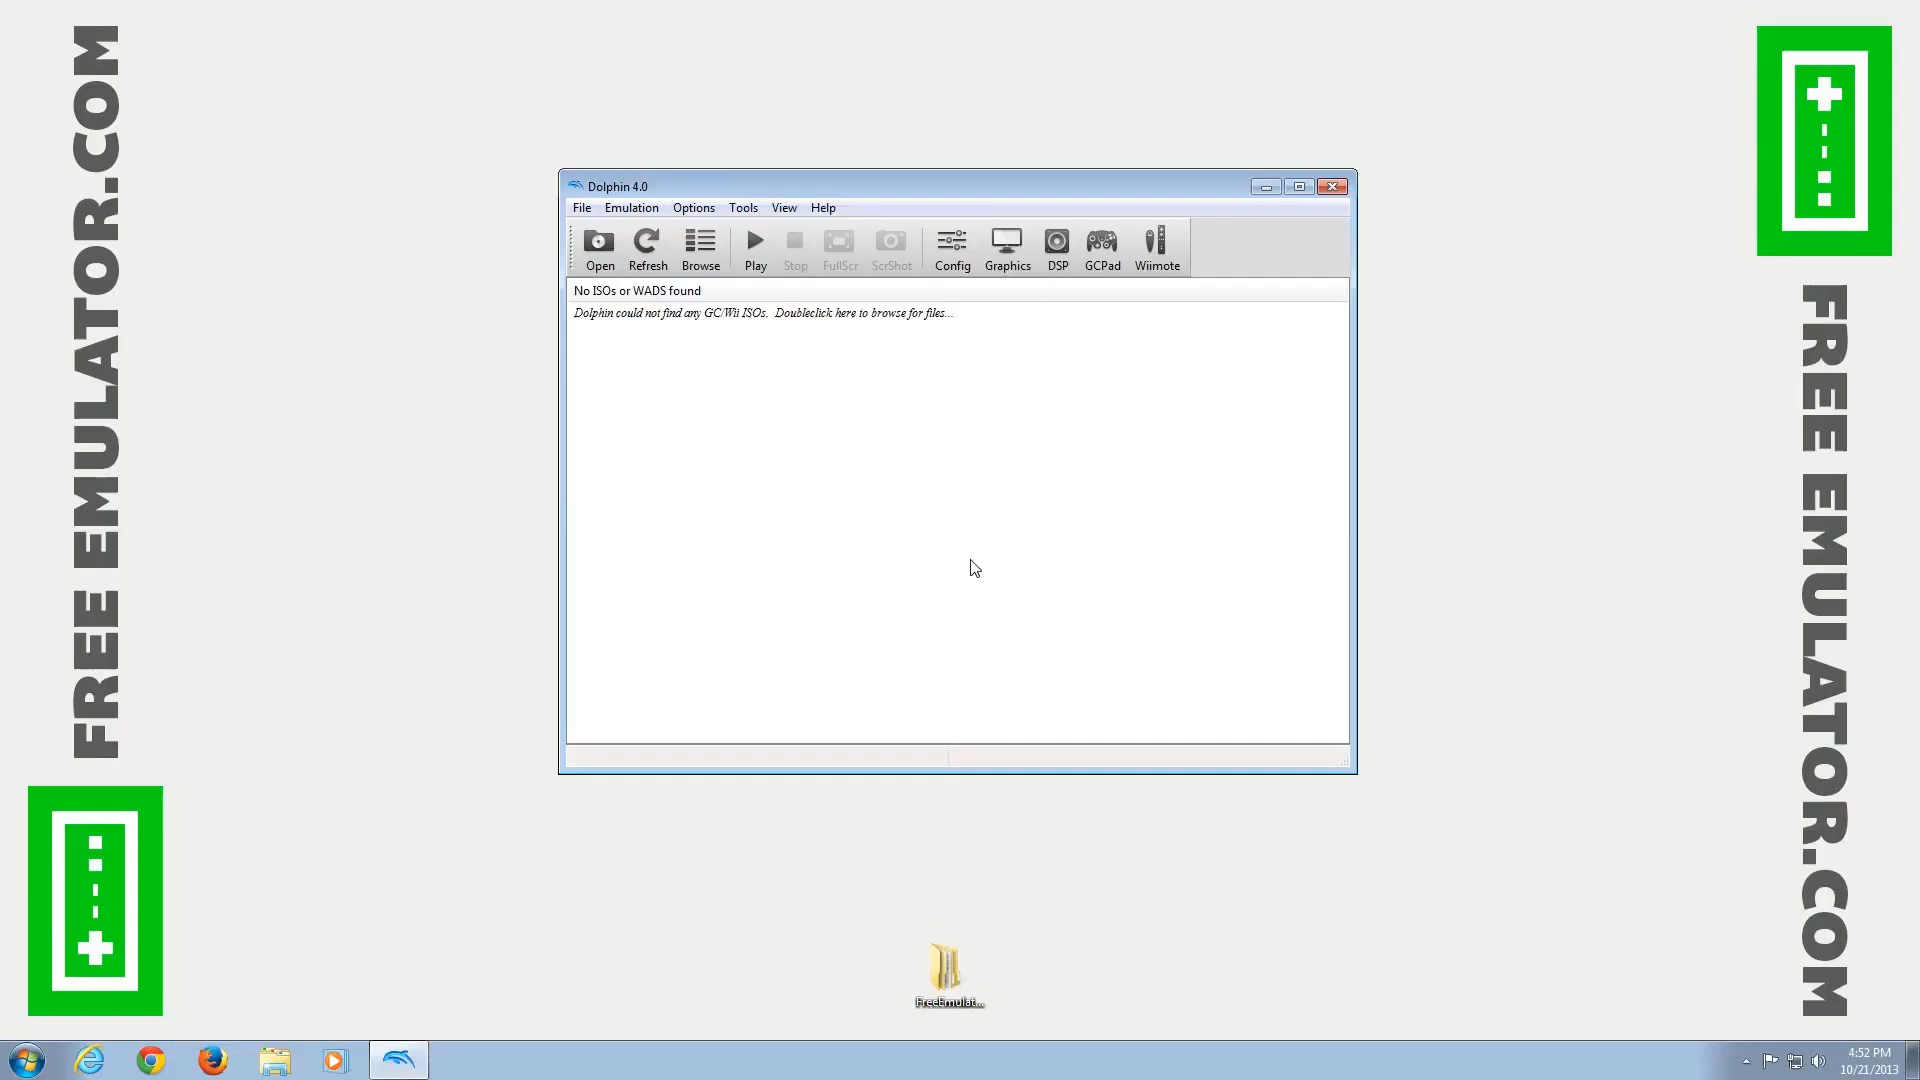 FREE EMULATOR.COM
Dolphin 4.0
File Emulation Options Tools View Help
Open Refresh Browse Play Stop FullScr ScrShot Config Graphics DSP GCPad Wiimote
No ISOs or WADS found
Dolphin could not find any GC/Wii ISOs. Doubleclick here to browse for files...
FREE EMULATOR.COM
FreeEmulat...
4:52 PM
10/21/2013